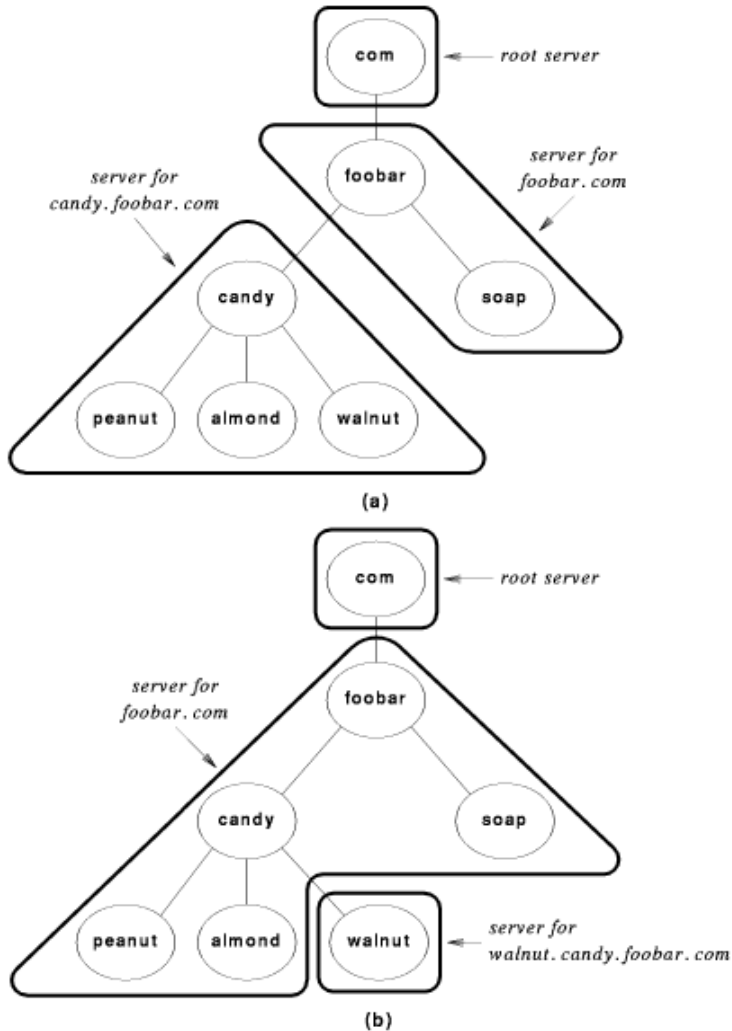 com
root server
server for
candy.foobar.com
foobar
server for
foobar.com
candy
soap
peanut almond walnut
(a)
com
root server
server for
foobar.com
foobar
candy
soap
peanut almond walnut
server for
walnut.candy.foobar.com
(b)